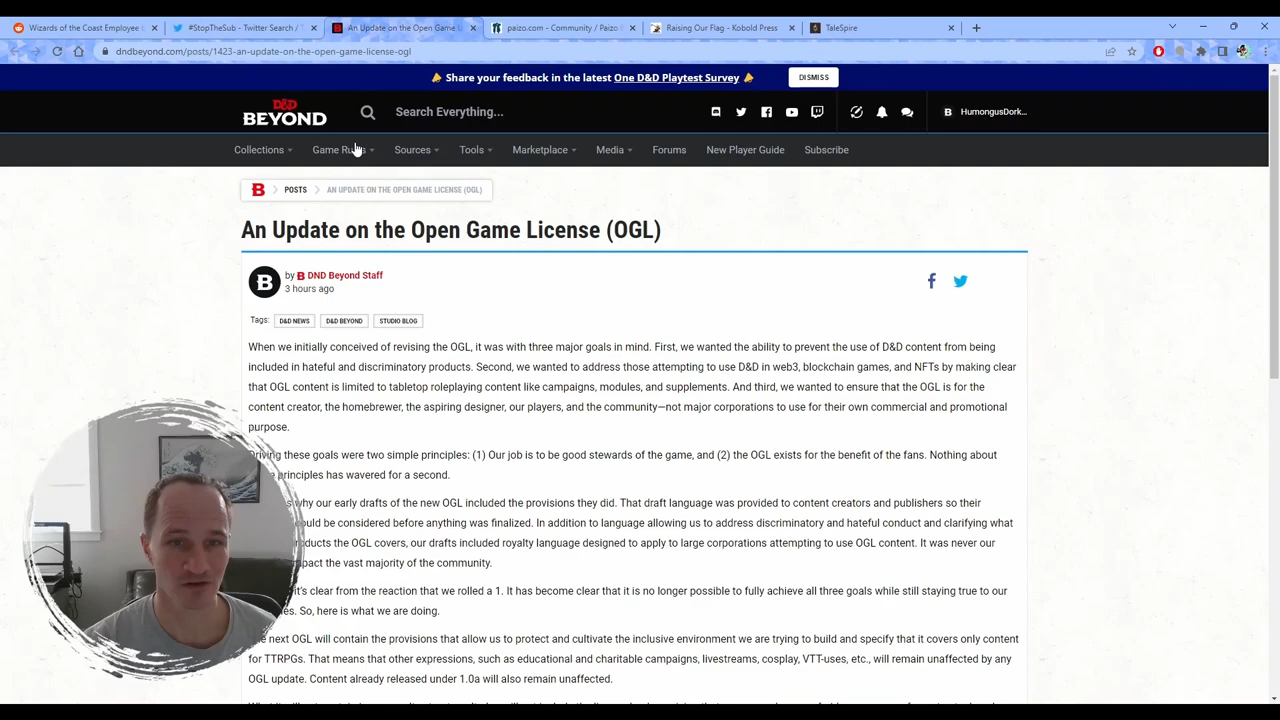 Wizards of the Coast Employee
#StopTheSub - Twitter Search /
An Update on the Open Game
paizo.com - Community / Paizo
Raising Our Flag - Kobold Press
TaleSpire
dndbeyond.com/posts/1423-an-update-on-the-open-game-license-ogl
Share your feedback in the latest One D&D Playtest Survey
DISMISS
D&D BEYOND
Search Everything...
HumongusDork...
Collections
Game Rules
Sources
Tools
Marketplace
Media
Forums
New Player Guide
Subscribe
B
POSTS
AN UPDATE ON THE OPEN GAME LICENSE (OGL)
An Update on the Open Game License (OGL)
B
by B DND Beyond Staff
3 hours ago
Tags: D&D NEWS D&D BEYOND STUDIO BLOG
When we initially conceived of revising the OGL, it was with three major goals in mind. First, we wanted the ability to prevent the use of D&D content from being
included in hateful and discriminatory products. Second, we wanted to address those attempting to use D&D in web3, blockchain games, and NFTs by making clear
that OGL content is limited to tabletop roleplaying content like campaigns, modules, and supplements. And third, we wanted to ensure that the OGL is for the
content creator, the homebrewer, the aspiring designer, our players, and the community—not major corporations to use for their own commercial and promotional
purpose.
Driving these goals were two simple principles: (1) Our job is to be good stewards of the game, and (2) the OGL exists for the benefit of the fans. Nothing about
principles has wavered for a second.
why our early drafts of the new OGL included the provisions they did. That draft language was provided to content creators and publishers so their
could be considered before anything was finalized. In addition to language allowing us to address discriminatory and hateful conduct and clarifying what
products the OGL covers, our drafts included royalty language designed to apply to large corporations attempting to use OGL content. It was never our
impact the vast majority of the community.
it's clear from the reaction that we rolled a 1. It has become clear that it is no longer possible to fully achieve all three goals while still staying true to our
So, here is what we are doing.
next OGL will contain the provisions that allow us to protect and cultivate the inclusive environment we are trying to build and specify that it covers only content
for TTRPGs. That means that other expressions, such as educational and charitable campaigns, livestreams, cosplay, VTT-uses, etc., will remain unaffected by any
OGL update. Content already released under 1.0a will also remain unaffected.